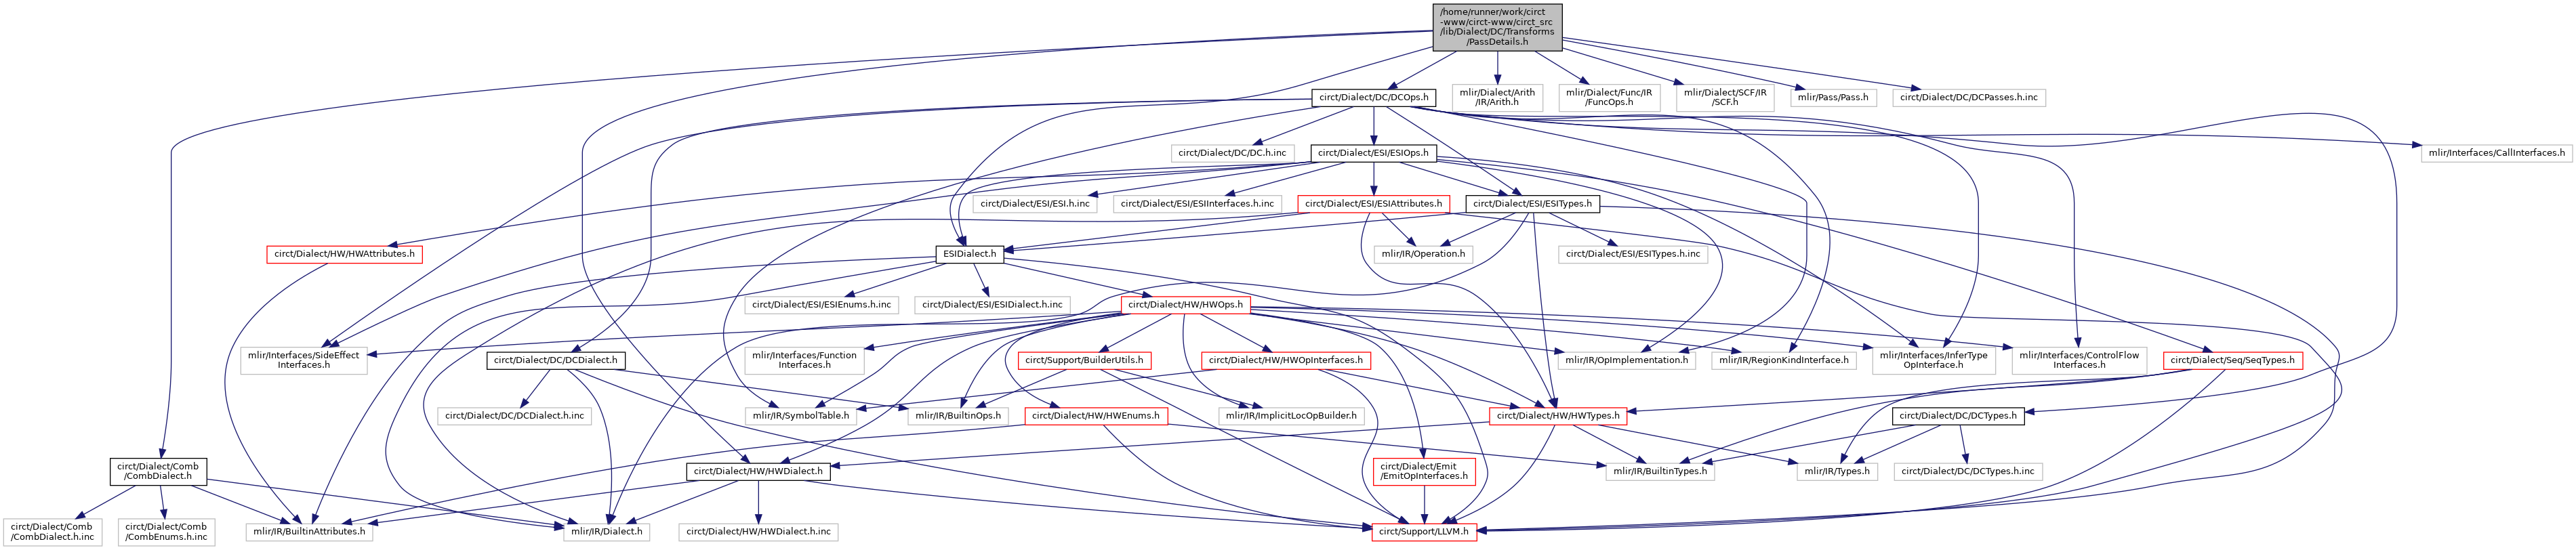 /home/runner/work/circt
-www/circt-www/circt_src
/lib/Dialect/DC/Transforms
/PassDetails.h
circt/Dialect/DC/DCOps.h
mlir/Dialect/Arith
/IR/Arith.h
mlir/Dialect/Func/IR
/FuncOps.h
mlir/Dialect/SCF/IR
/SCF.h
mlir/Pass/Pass.h
circt/Dialect/DC/DCPasses.h.inc
circt/Dialect/DC/DC.h.inc
circt/Dialect/ESI/ESIOps.h
mlir/Interfaces/CallInterfaces.h
circt/Dialect/ESI/ESI.h.inc
circt/Dialect/ESI/ESIInterfaces.h.inc
circt/Dialect/ESI/ESIAttributes.h
circt/Dialect/ESI/ESITypes.h
circt/Dialect/HW/HWAttributes.h
ESIDialect.h
mlir/IR/Operation.h
circt/Dialect/ESI/ESITypes.h.inc
circt/Dialect/ESI/ESIEnums.h.inc
circt/Dialect/ESI/ESIDialect.h.inc
circt/Dialect/HW/HWOps.h
mlir/Interfaces/SideEffect
Interfaces.h
circt/Dialect/DC/DCDialect.h
mlir/Interfaces/Function
Interfaces.h
circt/Support/BuilderUtils.h
circt/Dialect/HW/HWOpInterfaces.h
mlir/IR/OpImplementation.h
mlir/IR/RegionKindInterface.h
mlir/Interfaces/InferType
OpInterface.h
mlir/Interfaces/ControlFlow
Interfaces.h
circt/Dialect/Seq/SeqTypes.h
circt/Dialect/DC/DCDialect.h.inc
mlir/IR/SymbolTable.h
mlir/IR/BuiltinOps.h
circt/Dialect/HW/HWEnums.h
mlir/IR/ImplicitLocOpBuilder.h
circt/Dialect/HW/HWTypes.h
circt/Dialect/DC/DCTypes.h
circt/Dialect/Comb
/CombDialect.h
circt/Dialect/HW/HWDialect.h
circt/Dialect/Emit
/EmitOpInterfaces.h
mlir/IR/BuiltinTypes.h
mlir/IR/Types.h
circt/Dialect/DC/DCTypes.h.inc
circt/Dialect/Comb
/CombDialect.h.inc
circt/Dialect/Comb
/CombEnums.h.inc
mlir/IR/BuiltinAttributes.h
mlir/IR/Dialect.h
circt/Dialect/HW/HWDialect.h.inc
circt/Support/LLVM.h